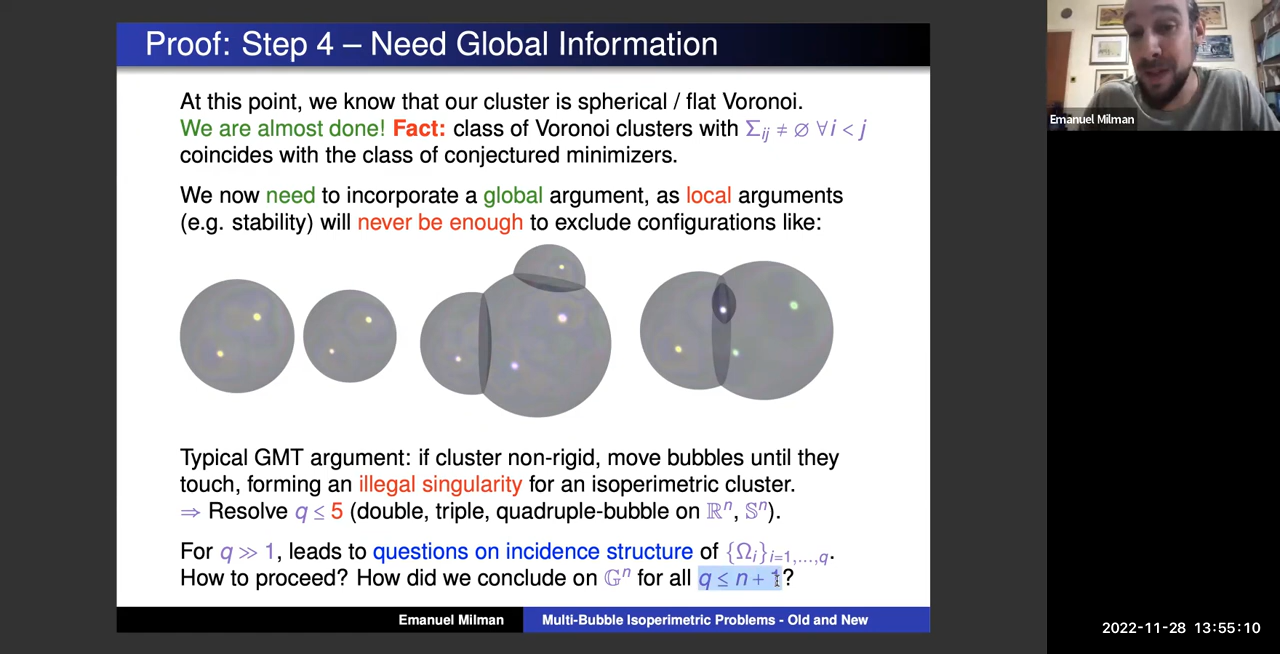 Proof: Step 4 – Need Global Information
At this point, we know that our cluster is spherical / flat Voronoi.
We are almost done! Fact: class of Voronoi clusters with Σij ≠ ∅ ∀i < j
coincides with the class of conjectured minimizers.
We now need to incorporate a global argument, as local arguments
(e.g. stability) will never be enough to exclude configurations like:
Typical GMT argument: if cluster non-rigid, move bubbles until they
touch, forming an illegal singularity for an isoperimetric cluster.
⇒ Resolve q ≤ 5 (double, triple, quadruple-bubble on ℝⁿ, 𝕊ⁿ).
For q ≫ 1, leads to questions on incidence structure of {Ωi}i=1,...,q.
How to proceed? How did we conclude on 𝔾ⁿ for all q ≤ n + 1?
Emanuel Milman
Multi-Bubble Isoperimetric Problems - Old and New
Emanuel Milman
2022-11-28 13:55:10